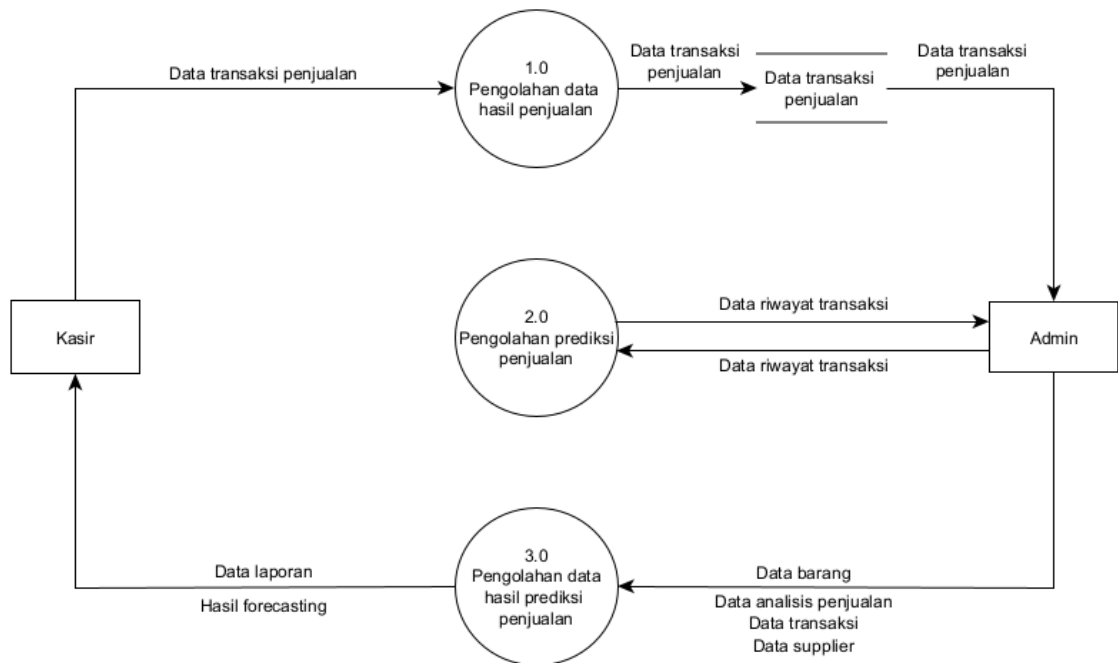 Data transaksi penjualan
1.0
Pengolahan data
hasil penjualan
Data transaksi
penjualan
Data transaksi
penjualan
Data transaksi
penjualan
Kasir
2.0
Pengolahan prediksi
penjualan
Data riwayat transaksi
Data riwayat transaksi
Admin
Data laporan
Hasil forecasting
3.0
Pengolahan data
hasil prediksi
penjualan
Data barang
Data analisis penjualan
Data transaksi
Data supplier